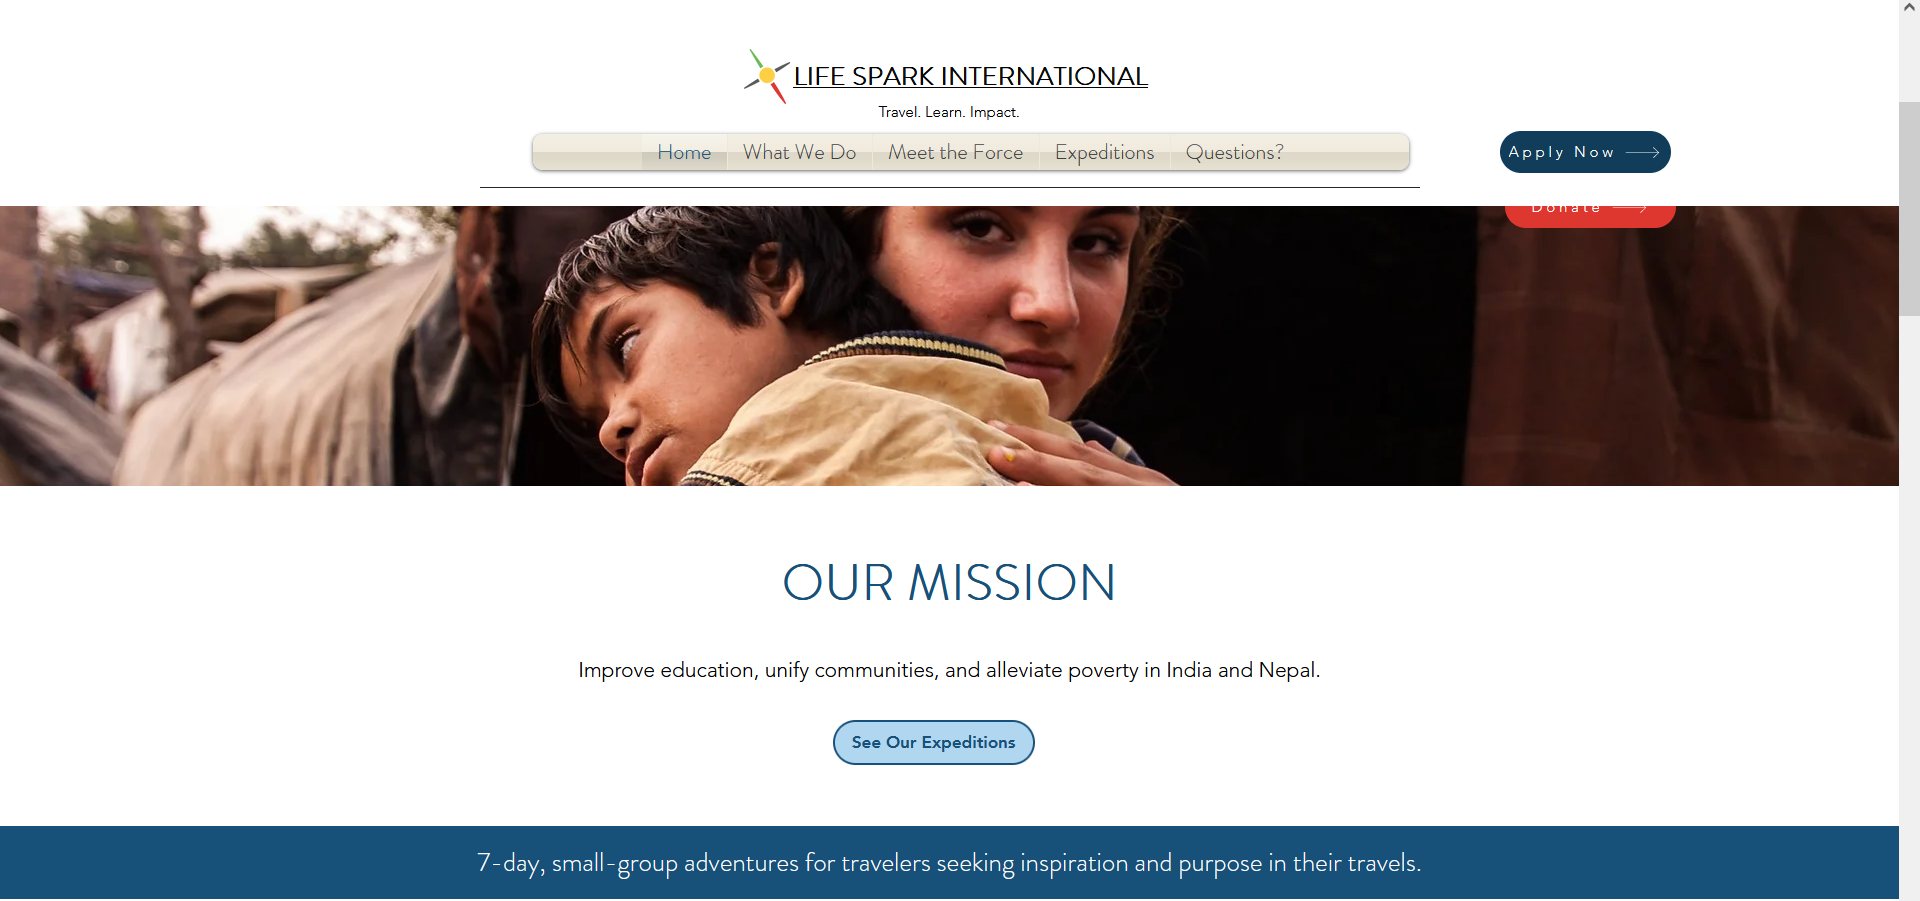 LIFE SPARK INTERNATIONAL
Travel. Learn. Impact.
Home What We Do Meet the Force Expeditions Questions?
Apply Now
Donate
OUR MISSION
Improve education, unify communities, and alleviate poverty in India and Nepal.
See Our Expeditions
7-day, small-group adventures for travelers seeking inspiration and purpose in their travels.